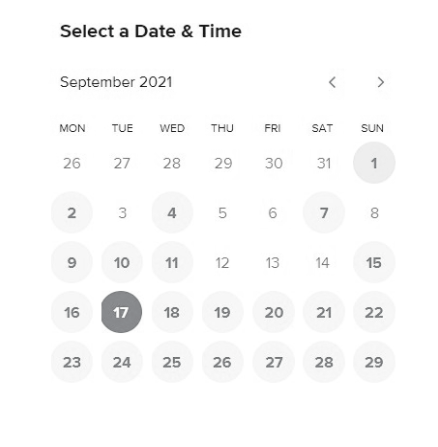 Select a Date & Time
September 2021
MON TUE WED THU FRI SAT SUN
26 27 28 29 30 31 1
2 3 4 5 6 7 8
9 10 11 12 13 14 15
16 17 18 19 20 21 22
23 24 25 26 27 28 29